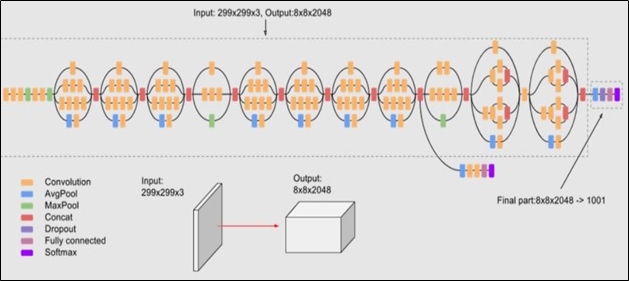 Input: 299x299x3, Output:8x8x2048
Convolution
AvgPool
MaxPool
Concat
Dropout
Fully connected
Softmax
Input:
299x299x3
Output:
8x8x2048
Final part:8x8x2048 -> 1001